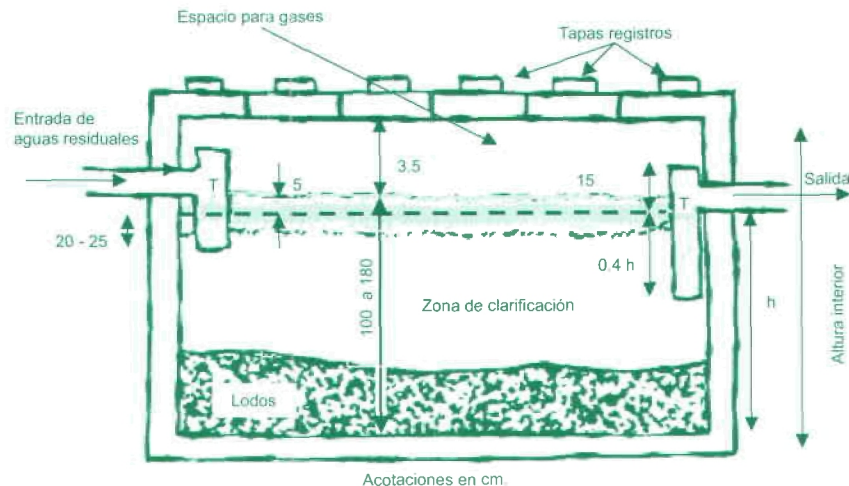 Espacio para gases
Tapas registros
Entrada de
aguas residuales
T
5
3.5
15
T
Salida
20 - 25
100 a 180
0.4 h
Zona de clarificación
h
Altura interior
Lodos
Acotaciones en cm.